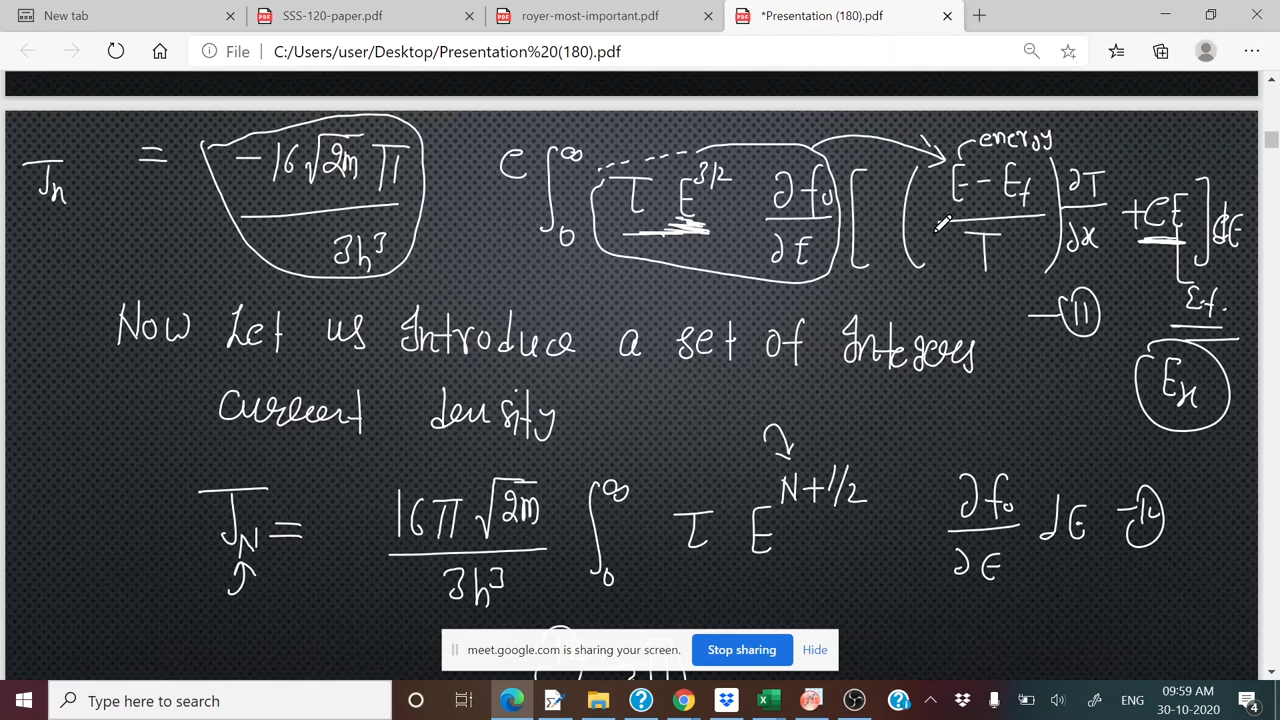 New tab
SSS-120-paper.pdf
royer-most-important.pdf
*Presentation (180).pdf
File C:/Users/user/Desktop/Presentation%20(180).pdf
energy
Jn = -16√2m π / 3h³ e ∫₀^∞ τ E^3/2 ∂f₀/∂E [ ( E - Ef / T ) ∂T/∂x + eE ] dE
— 11
Ex
Now Let us Introduce a set of Integers
current density
JN = 16π √2m / 3h³ ∫₀^∞ τ E^N+1/2 ∂f₀/∂E dE - 12
meet.google.com is sharing your screen.
Stop sharing
Hide
Type here to search
ENG
09:59 AM
30-10-2020
4